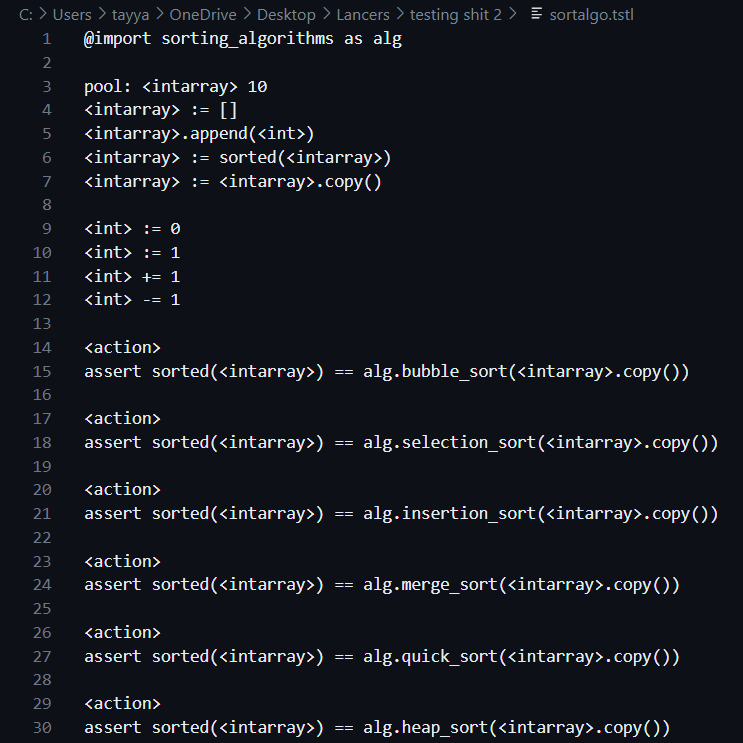 C: > Users > tayya > OneDrive > Desktop > Lancers > testing shit 2 > sortalgo.tstl
1 @import sorting_algorithms as alg
2
3 pool: <intarray> 10
4 <intarray> := []
5 <intarray>.append(<int>)
6 <intarray> := sorted(<intarray>)
7 <intarray> := <intarray>.copy()
8
9 <int> := 0
10 <int> := 1
11 <int> += 1
12 <int> -= 1
13
14 <action>
15 assert sorted(<intarray>) == alg.bubble_sort(<intarray>.copy())
16
17 <action>
18 assert sorted(<intarray>) == alg.selection_sort(<intarray>.copy())
19
20 <action>
21 assert sorted(<intarray>) == alg.insertion_sort(<intarray>.copy())
22
23 <action>
24 assert sorted(<intarray>) == alg.merge_sort(<intarray>.copy())
25
26 <action>
27 assert sorted(<intarray>) == alg.quick_sort(<intarray>.copy())
28
29 <action>
30 assert sorted(<intarray>) == alg.heap_sort(<intarray>.copy())